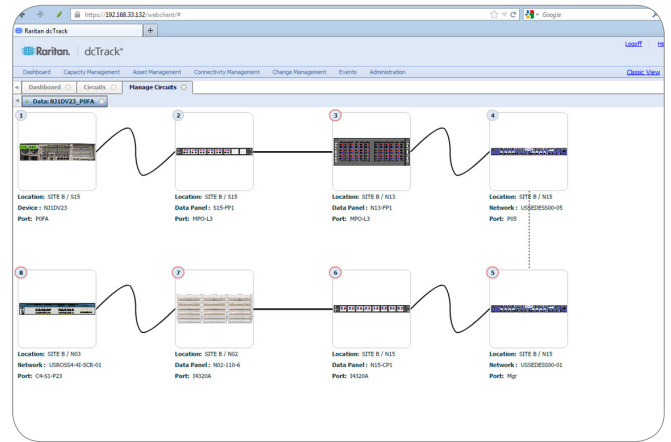 https://192.168.33.132/webclient/#
Google
Raritan dcTrack
+
Logoff
Raritan. dcTrack®
Dashboard Capacity Management Asset Management Connectivity Management Change Management Events Administration
Classic View
Dashboard Circuits Manage Circuits
Data: NJ1DV23_P0FA
1 2 3 4
Location: SITE B / S15
Device: NJ1DV23
Port: P0FA
Location: SITE B / S15
Data Panel: S15-FP1
Port: MPO-L3
Location: SITE B / N13
Data Panel: N13-FP1
Port: MPO-L3
Location: SITE B / N15
Network: USSEDESS00-05
Port: P05
8 7 6 5
Location: SITE B / N03
Network: USROSS4-4I-SCR-01
Port: C4-S1-P23
Location: SITE B / N02
Data Panel: N02-110-6
Port: I4320A
Location: SITE B / N15
Data Panel: N15-CP1
Port: I4320A
Location: SITE B / N15
Network: USSEDESS00-01
Port: Mgr